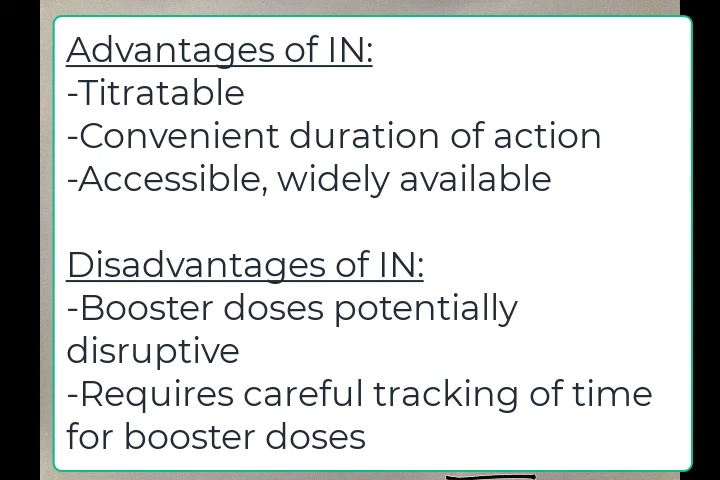 Advantages of IN:
-Titratable
-Convenient duration of action
-Accessible, widely available
Disadvantages of IN:
-Booster doses potentially
disruptive
-Requires careful tracking of time
for booster doses